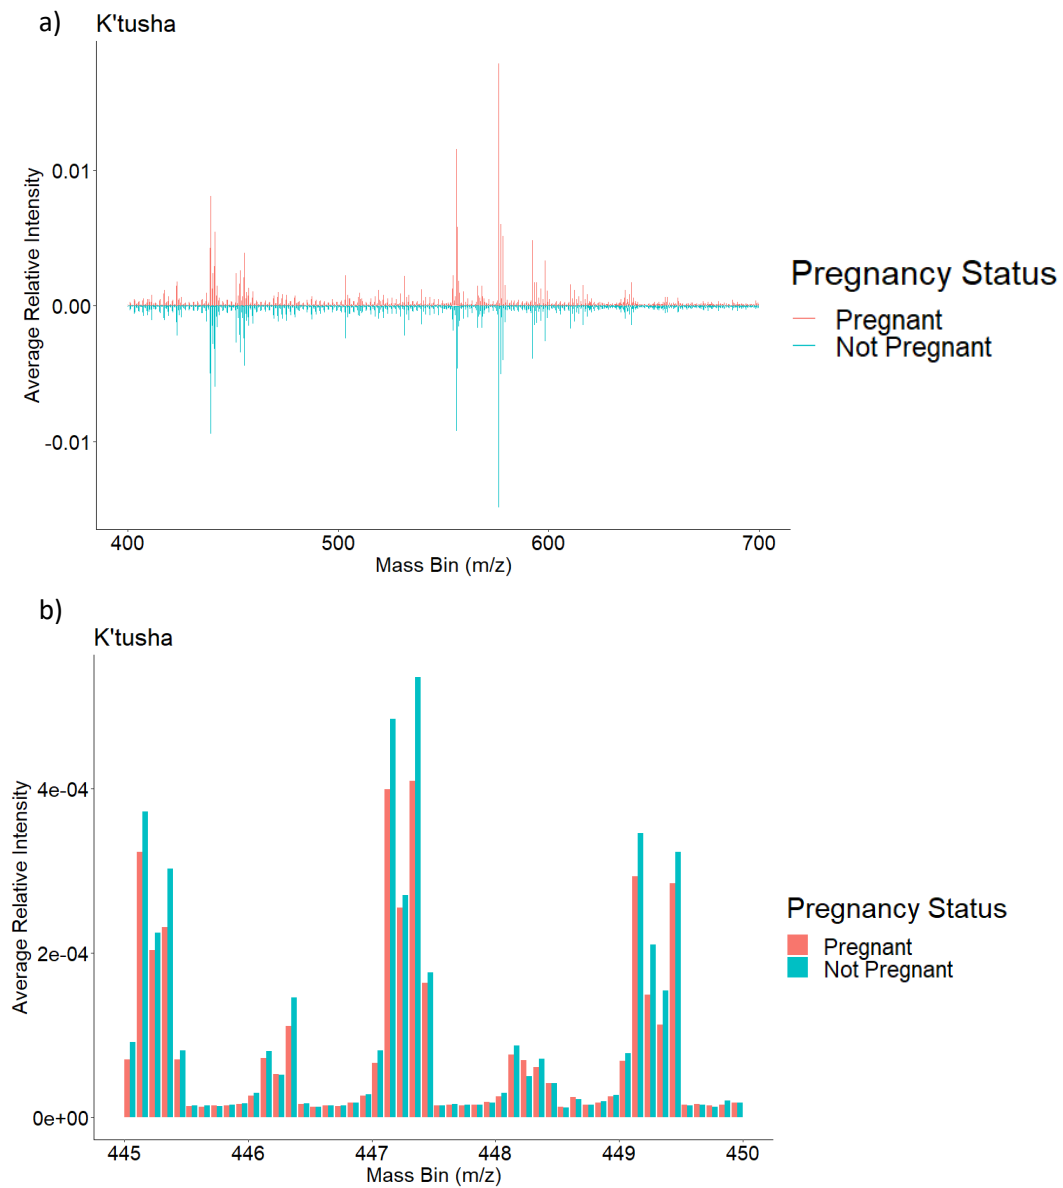 a)
K'tusha
Average Relative Intensity
0.01
0.00
-0.01
400 500 600 700
Mass Bin (m/z)
Pregnancy Status
Pregnant
Not Pregnant
b)
K'tusha
Average Relative Intensity
4e-04
2e-04
0e+00
445 446 447 448 449 450
Mass Bin (m/z)
Pregnancy Status
Pregnant
Not Pregnant